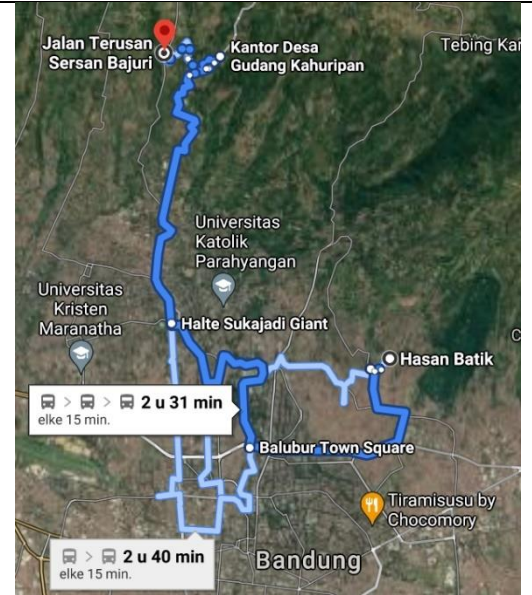 Jalan Terusan
Sersan Bajuri
Kantor Desa
Gudang Kahuripan
Tebing Kar
Universitas
Katolik
Parahyangan
Universitas
Kristen
Maranatha
Halte Sukajadi Giant
Hasan Batik
2 u 31 min
elke 15 min.
Balubur Town Square
Tiramisusu by
Chocomory
2 u 40 min
elke 15 min.
Bandung